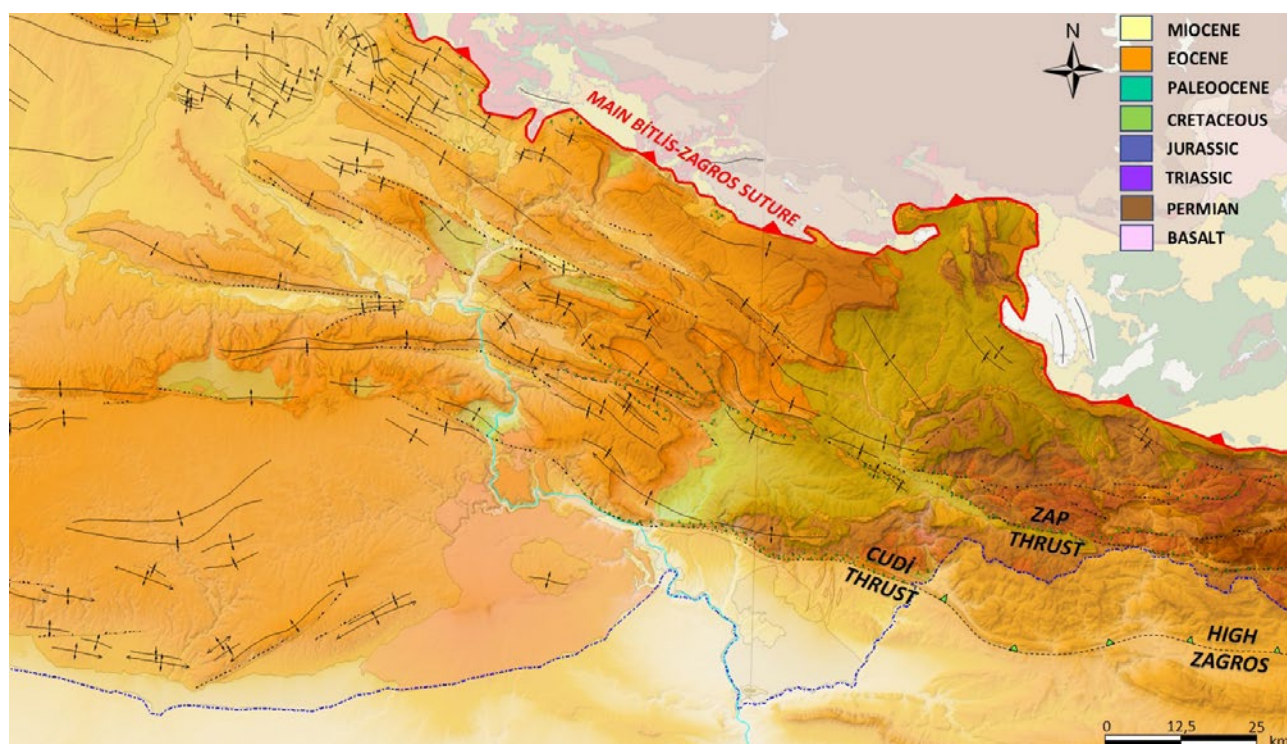 N
MIOCENE
EOCENE
PALEOOCENE
CRETACEOUS
JURASSIC
TRIASSIC
PERMIAN
BASALT
MAIN BİTLİS-ZAGROS SUTURE
ZAP
THRUST
CUDİ
THRUST
HIGH
ZAGROS
0 12,5 25
km